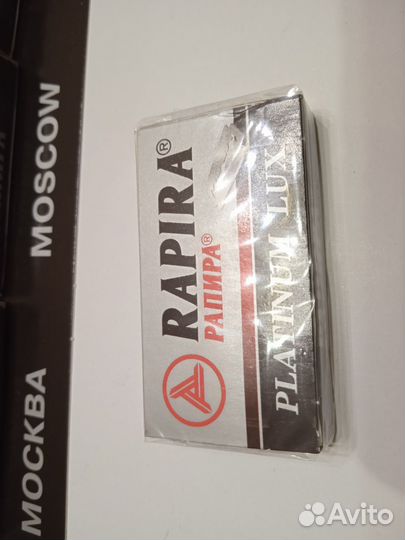 МОСКВА MOSCOW
RAPIRA®
РАПИРА®
PLATINUM LUX
Avito